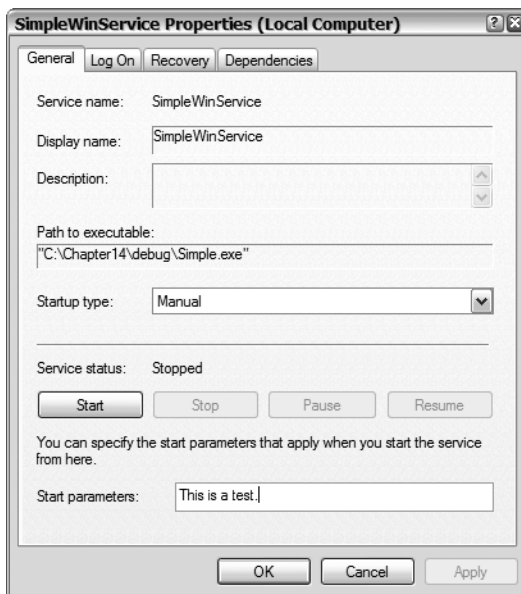 SimpleWinService Properties (Local Computer)
General Log On Recovery Dependencies
Service name: SimpleWinService
Display name: SimpleWinService
Description:
Path to executable:
"C:\Chapter14\debug\Simple.exe"
Startup type: Manual
Service status: Stopped
Start Stop Pause Resume
You can specify the start parameters that apply when you start the service
from here.
Start parameters: This is a test.
OK Cancel Apply